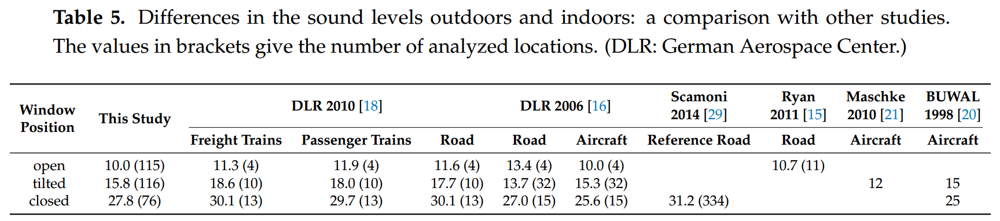 Table 5. Differences in the sound levels outdoors and indoors: a comparison with other studies.
The values in brackets give the number of analyzed locations. (DLR: German Aerospace Center.)
Window Position This Study DLR 2010 [18] DLR 2006 [16] Scamoni 2014 [29] Ryan 2011 [15] Maschke 2010 [21] BUWAL 1998 [20]
Freight Trains Passenger Trains Road Road Aircraft Reference Road Road Aircraft Aircraft
open 10.0 (115) 11.3 (4) 11.9 (4) 11.6 (4) 13.4 (4) 10.0 (4) 10.7 (11)
tilted 15.8 (116) 18.6 (10) 18.0 (10) 17.7 (10) 13.7 (32) 15.3 (32) 12 15
closed 27.8 (76) 30.1 (13) 29.7 (13) 30.1 (13) 27.0 (15) 25.6 (15) 31.2 (334) 25